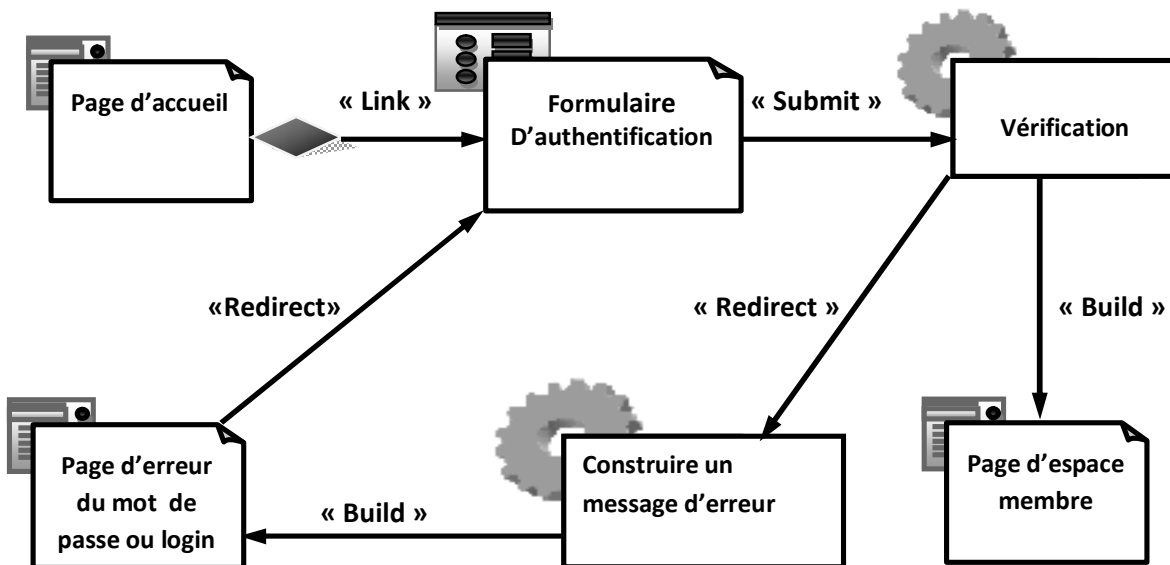 Page d’accueil
« Link »
Formulaire
D’authentification
« Submit »
Vérification
«Redirect»
« Redirect »
« Build »
Page d’erreur
du mot de
passe ou login
« Build »
Construire un
message d’erreur
Page d’espace
membre